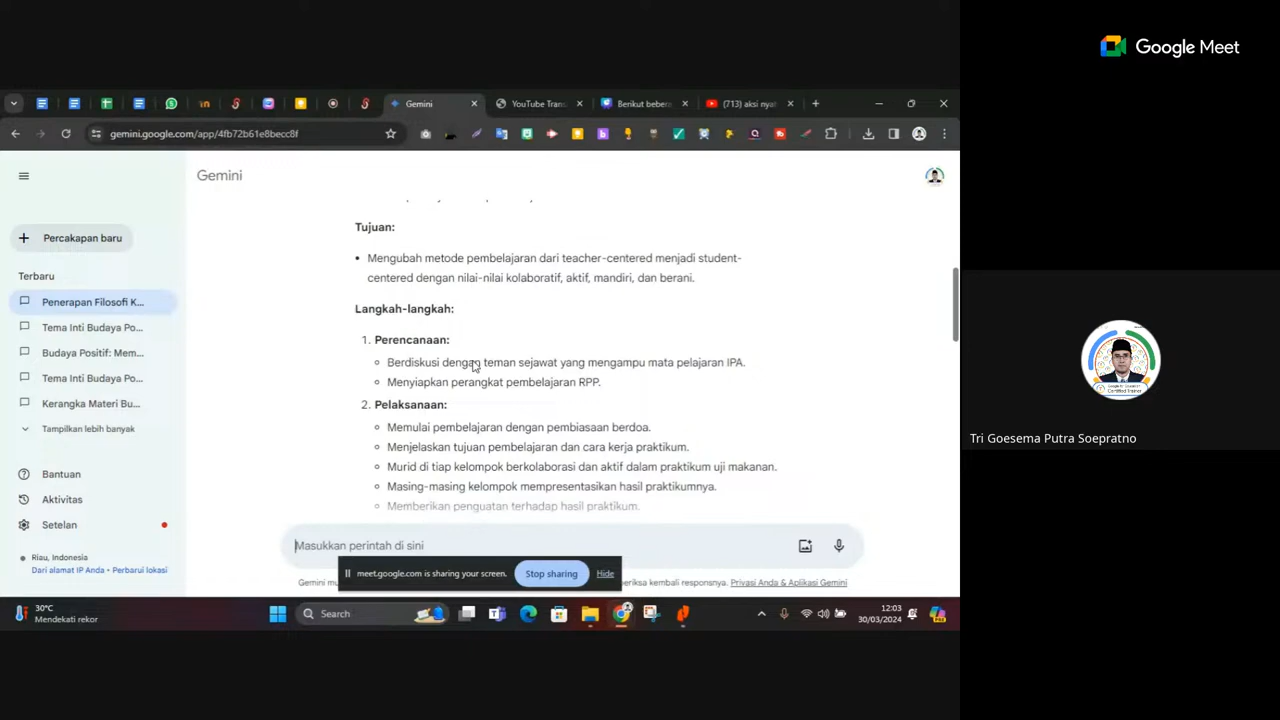 Google Meet
Gemini
YouTube Tran
Berikut bebera
(713) aksi nyat
gemini.google.com/app/4fb72b61e8becc8f
Gemini
Percakapan baru
Terbaru
Penerapan Filosofi K...
Tema Inti Budaya Po...
Budaya Positif: Mem...
Tema Inti Budaya Po...
Kerangka Materi Bu...
Tampilkan lebih banyak
Bantuan
Aktivitas
Setelan
Riau, Indonesia
Dari alamat IP Anda • Perbarui lokasi
Tujuan:
• Mengubah metode pembelajaran dari teacher-centered menjadi student-
centered dengan nilai-nilai kolaboratif, aktif, mandiri, dan berani.
Langkah-langkah:
1. Perencanaan:
Berdiskusi dengan teman sejawat yang mengampu mata pelajaran IPA.
Menyiapkan perangkat pembelajaran RPP.
2. Pelaksanaan:
Memulai pembelajaran dengan pembiasaan berdoa.
Menjelaskan tujuan pembelajaran dan cara kerja praktikum.
Murid di tiap kelompok berkolaborasi dan aktif dalam praktikum uji makanan.
Masing-masing kelompok mempresentasikan hasil praktikumnya.
Memberikan penguatan terhadap hasil praktikum.
Masukkan perintah di sini
meet.google.com is sharing your screen.
Stop sharing
Hide
Gemini mu
eriksa kembali responsnya. Privasi Anda & Aplikasi Gemini
30°C
Mendekati rekor
Search
12:03
30/03/2024
Tri Goesema Putra Soepratno